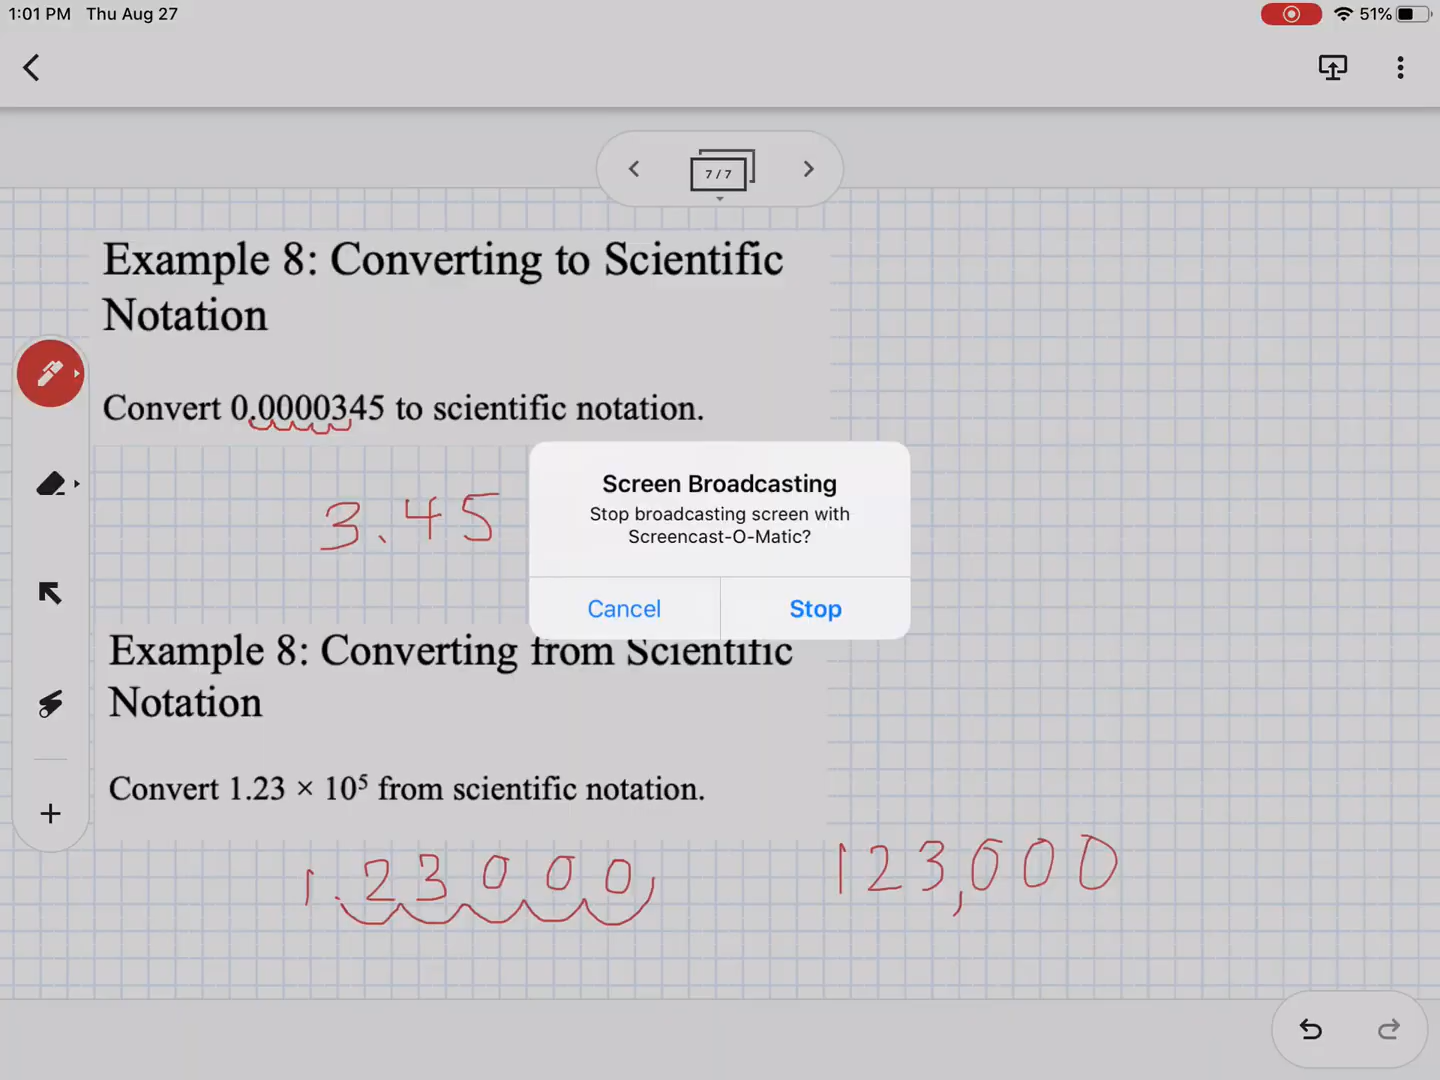 1:01 PM Thu Aug 27
51%
7 / 7
Example 8: Converting to Scientific
Notation
Convert 0.0000345 to scientific notation.
3.45
Screen Broadcasting
Stop broadcasting screen with
Screencast-O-Matic?
Cancel
Stop
Example 8: Converting from Scientific
Notation
Convert 1.23 × 10⁵ from scientific notation.
1.23000
123,000